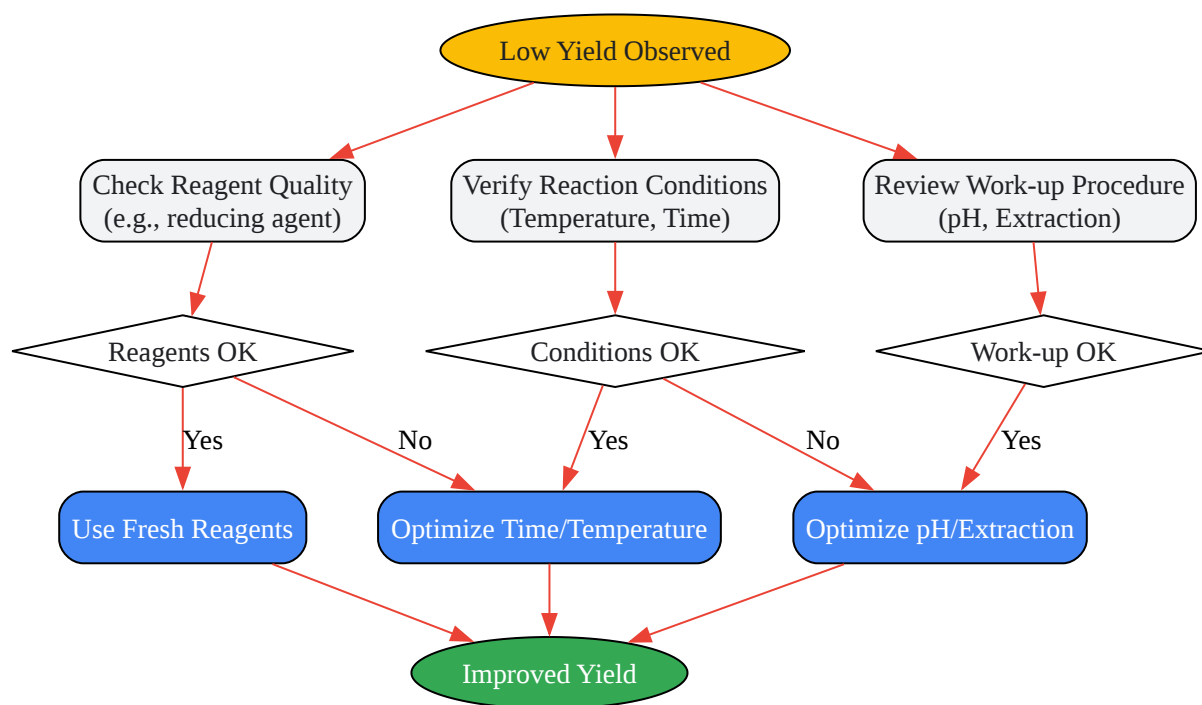 Low Yield Observed
Check Reagent Quality
(e.g., reducing agent)
Verify Reaction Conditions
(Temperature, Time)
Review Work-up Procedure
(pH, Extraction)
Reagents OK
Conditions OK
Work-up OK
Yes
No
Yes
No
Yes
Use Fresh Reagents
Optimize Time/Temperature
Optimize pH/Extraction
Improved Yield